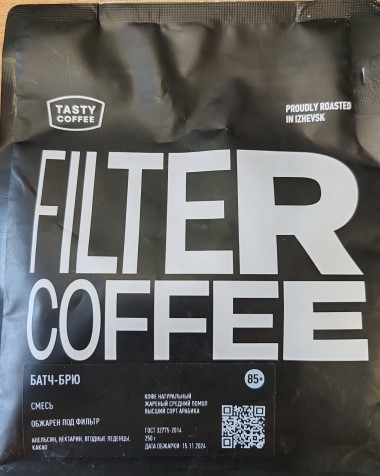 TASTY
COFFEE
PROUDLY ROASTED
IN IZHEVSK
FILTER
COFFEE
БАТЧ-БРЮ
85+
СМЕСЬ
ОБЖАРЕН ПОД ФИЛЬТР
АПЕЛЬСИН, НЕКТАРИН, ЯГОДНЫЕ ЛЕДЕНЦЫ,
КАКАО
КОФЕ НАТУРАЛЬНЫЙ
ЖАРЕНЫЙ СРЕДНИЙ ПОМОЛ
ВЫСШИЙ СОРТ АРАБИКА
ГОСТ 32775-2014
250 г
ДАТА ОБЖАРКИ: 15.11.2024